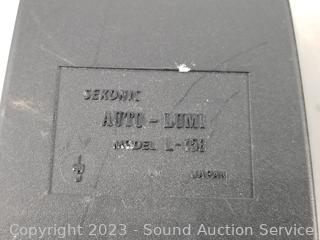 SEKONIC
AUTO-LUMI
MODEL L-158
JAPAN
Copyright © 2023 - Sound Auction Service